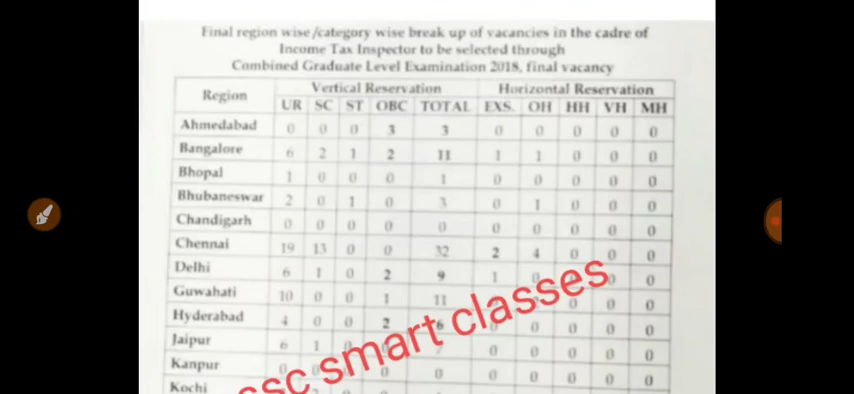 Final region wise /category wise break up of vacancies in the cadre of
Income Tax Inspector to be selected through
Combined Graduate Level Examination 2018, final vacancy
Region Vertical Reservation Horizontal Reservation
UR SC ST OBC TOTAL EXS. OH HH VH MH
Ahmedabad 0 0 0 3 3 0 0 0 0 0
Bangalore 6 2 1 2 11 1 1 0 0 0
Bhopal 1 0 0 0 1 0 0 0 0 0
Bhubaneswar 2 0 1 0 3 0 1 0 0 0
Chandigarh 0 0 0 0 0 0 0 0 0 0
Chennai 19 13 0 0 32 2 4 0 0 0
Delhi 6 1 0 2 9 1 0 0 0
Guwahati 10 0 0 1 11 0 0 0
Hyderabad 4 0 0 2 6 0 0 0 0 0
Jaipur 6 1 0 7 0 0 0 0 0
Kanpur 0 0 0 0 0 0 0 0 0
Kochi
ssc smart classes